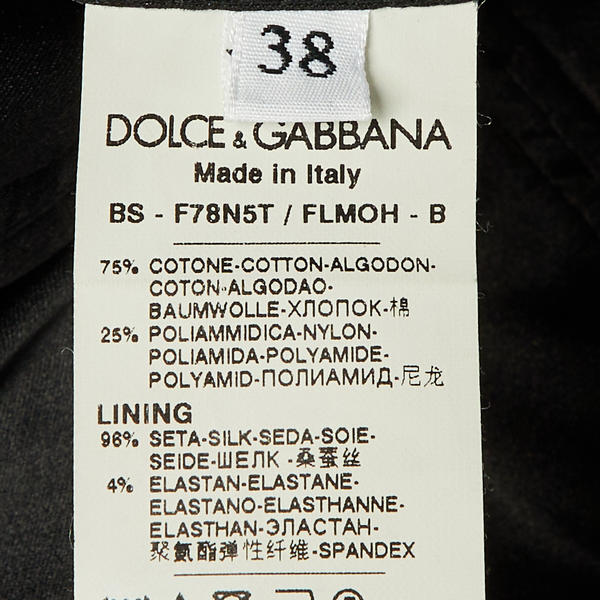 38
DOLCE & GABBANA
Made in Italy
BS - F78N5T / FLMOH - B
75% COTONE-COTTON-ALGODON-
COTON-ALGODAO-
BAUMWOLLE-ХЛОПОК-棉
25% POLIAMMIDICA-NYLON-
POLIAMIDA-POLYAMIDE-
POLYAMID-ПОЛИАМИД-尼龙
LINING
96% SETA-SILK-SEDA-SOIE-
SEIDE-ШЕЛК-桑蚕丝
4% ELASTAN-ELASTANE-
ELASTANO-ELASTHANNE-
ELASTHAN-ЭЛАСТАН-
聚氨酯弹性纤维-SPANDEX